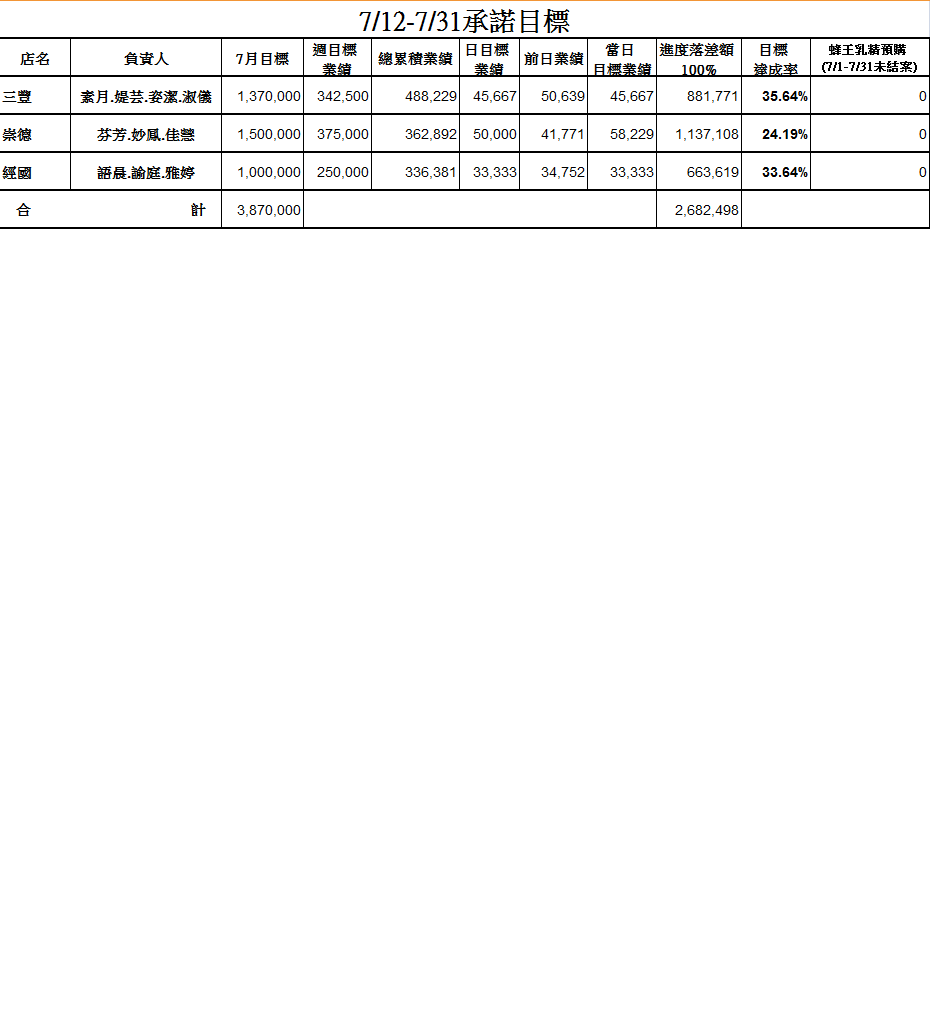 7/12-7/31承諾目標
店名 負責人 7月目標 週目標業績 總累積業績 日目標業績 前日業績 當日目標業績 進度落差額100% 目標達成率 蜂王乳精預購(7/1-7/31未結案)
三豐 素月.媞芸.姿潔.淑儀 1,370,000 342,500 488,229 45,667 50,639 45,667 881,771 35.64% 0
崇德 芬芳.妙鳳.佳慧 1,500,000 375,000 362,892 50,000 41,771 58,229 1,137,108 24.19% 0
經國 語晨.諭庭.雅婷 1,000,000 250,000 336,381 33,333 34,752 33,333 663,619 33.64% 0
合計 3,870,000 2,682,498